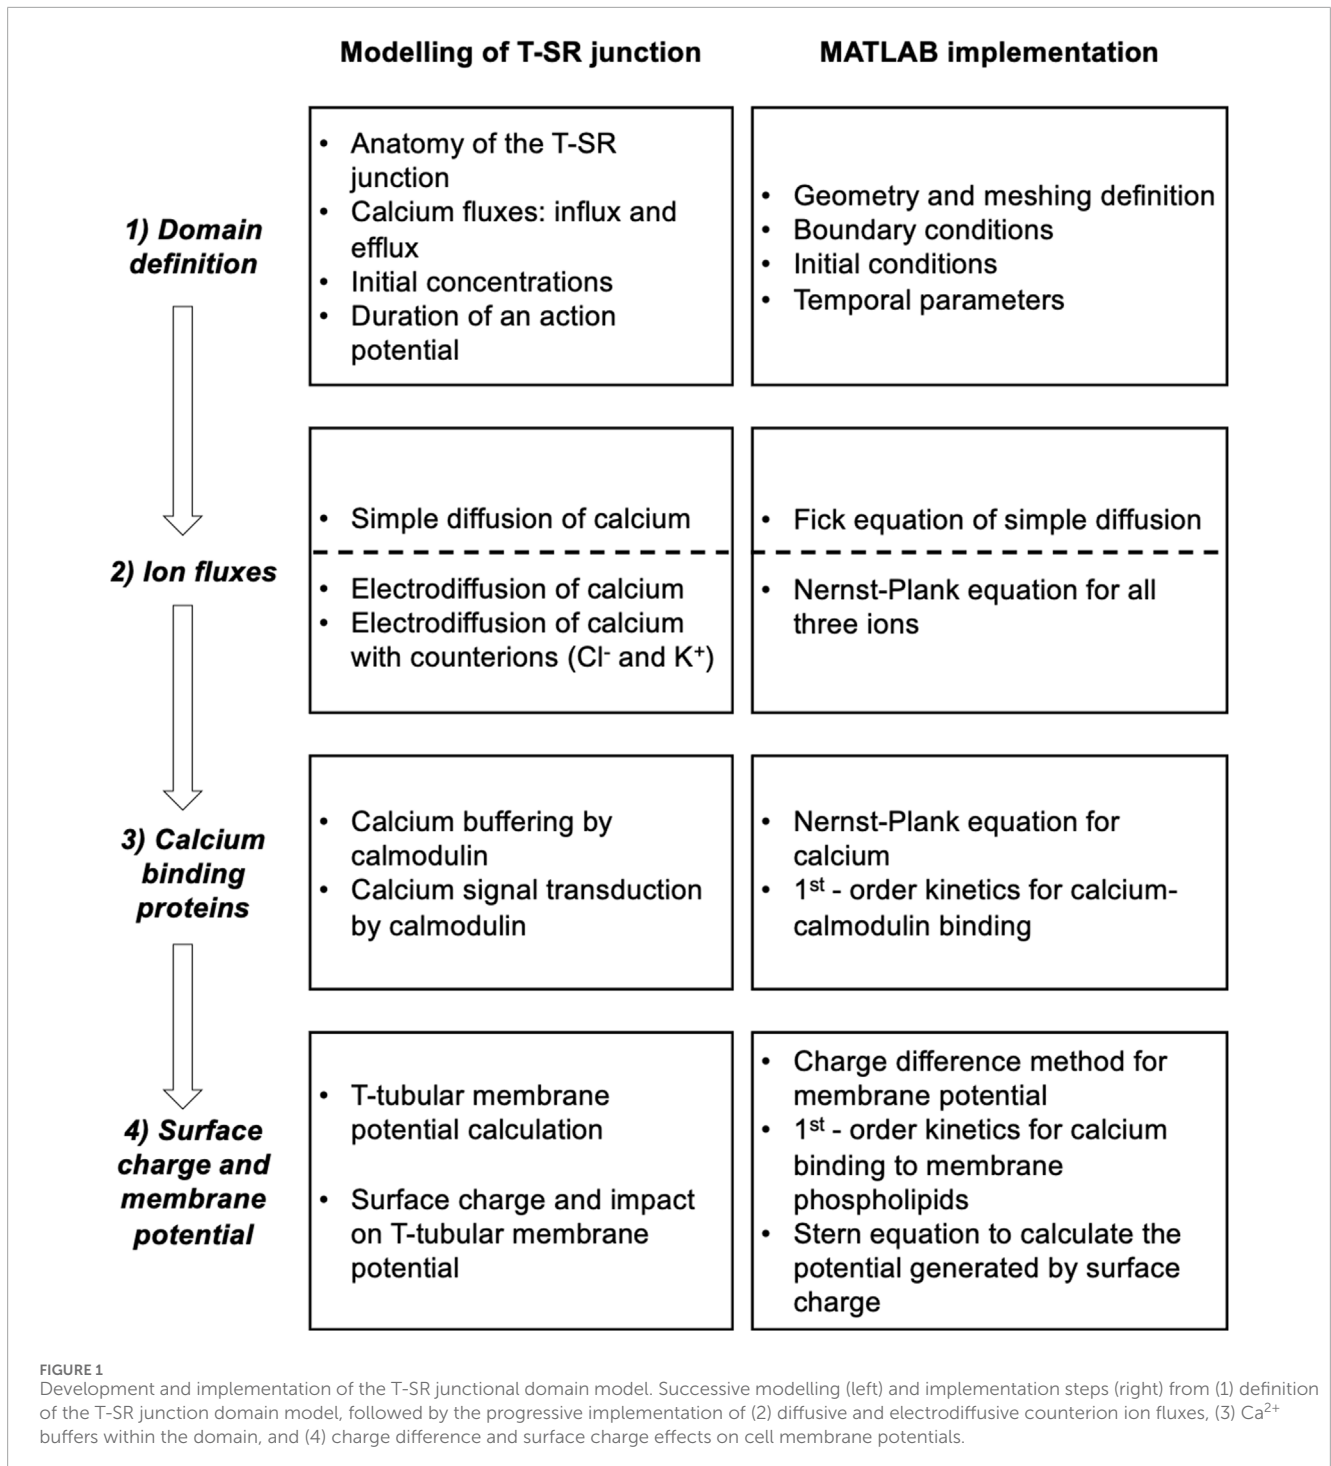 Modelling of T-SR junction
MATLAB implementation
1) Domain
definition
• Anatomy of the T-SR
junction
• Calcium fluxes: influx and
efflux
• Initial concentrations
• Duration of an action
potential
• Geometry and meshing definition
• Boundary conditions
• Initial conditions
• Temporal parameters
2) Ion fluxes
• Simple diffusion of calcium
• Electrodiffusion of calcium
• Electrodiffusion of calcium
with counterions (Cl⁻ and K⁺)
• Fick equation of simple diffusion
• Nernst-Plank equation for all
three ions
3) Calcium
binding
proteins
• Calcium buffering by
calmodulin
• Calcium signal transduction
by calmodulin
• Nernst-Plank equation for
calcium
• 1ˢᵗ - order kinetics for calcium-
calmodulin binding
4) Surface
charge and
membrane
potential
• T-tubular membrane
potential calculation
• Surface charge and impact
on T-tubular membrane
potential
• Charge difference method for
membrane potential
• 1ˢᵗ - order kinetics for calcium
binding to membrane
phospholipids
• Stern equation to calculate the
potential generated by surface
charge
FIGURE 1
Development and implementation of the T-SR junctional domain model. Successive modelling (left) and implementation steps (right) from (1) definition
of the T-SR junction domain model, followed by the progressive implementation of (2) diffusive and electrodiffusive counterion ion fluxes, (3) Ca²⁺
buffers within the domain, and (4) charge difference and surface charge effects on cell membrane potentials.